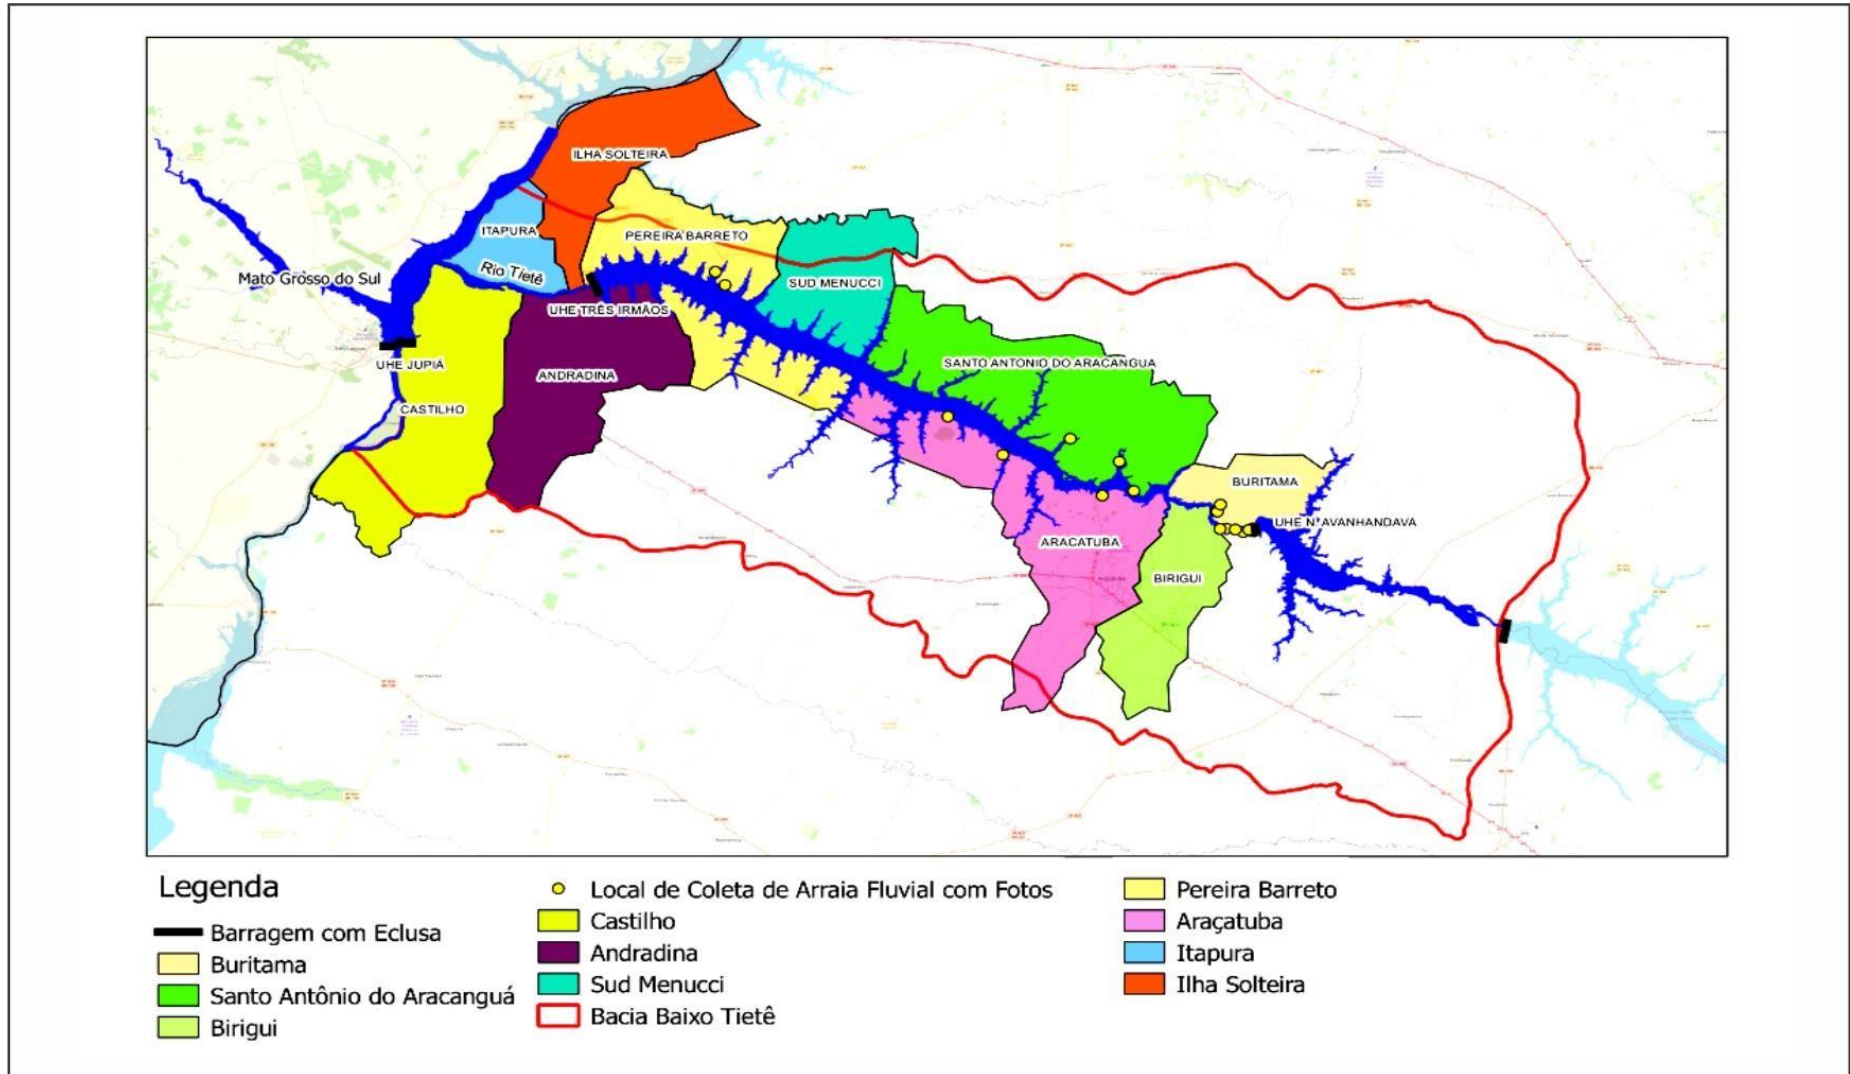 ILHA SOLTEIRA
ITAPURA
PEREIRA BARRETO
Rio Tietê
Mato Grosso do Sul
SUD MENUCCI
UHE TRÊS IRMÃOS
UHE JUPIÁ
ANDRADINA
SANTO ANTONIO DO ARACANGUA
CASTILHO
BURITAMA
UHE N. AVANHANDAVA
ARACATUBA
BIRIGUI
Legenda
Barragem com Eclusa
Buritama
Santo Antônio do Aracanguá
Birigui
Local de Coleta de Arraia Fluvial com Fotos
Castilho
Andradina
Sud Menucci
Bacia Baixo Tietê
Pereira Barreto
Araçatuba
Itapura
Ilha Solteira